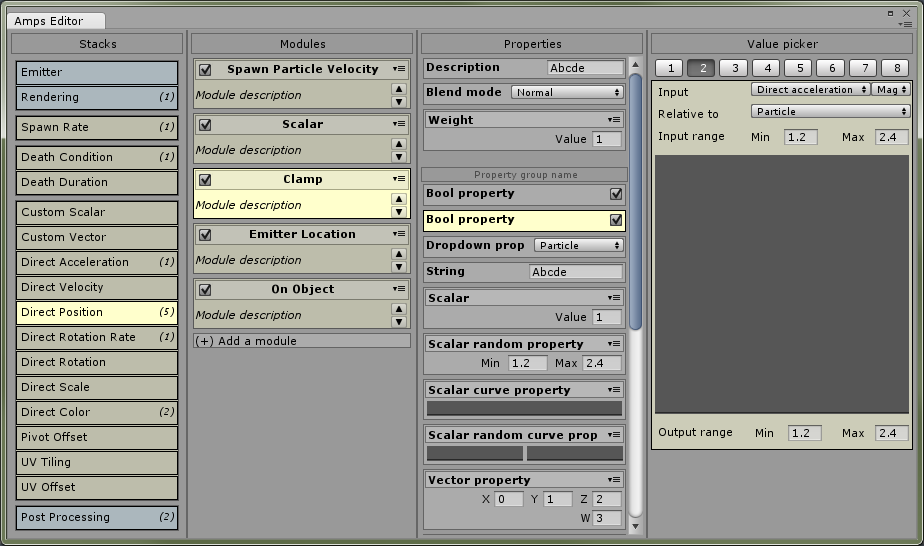 Amps Editor
Stacks
Emitter
Rendering (1)
Spawn Rate (1)
Death Condition (1)
Death Duration
Custom Scalar
Custom Vector
Direct Acceleration (1)
Direct Velocity
Direct Position (5)
Direct Rotation Rate (1)
Direct Rotation
Direct Scale
Direct Color (2)
Pivot Offset
UV Tiling
UV Offset
Post Processing (2)
Modules
Spawn Particle Velocity
Module description
Scalar
Module description
Clamp
Module description
Emitter Location
Module description
On Object
Module description
(+) Add a module
Properties
Description Abcde
Blend mode Normal
Weight
Value 1
Property group name
Bool property
Bool property
Dropdown prop Particle
String Abcde
Scalar
Value 1
Scalar random property
Min 1.2 Max 2.4
Scalar curve property
Scalar random curve prop
Vector property
X 0 Y 1 Z 2
W 3
Value picker
1 2 3 4 5 6 7 8
Input Direct acceleration Mag
Relative to Particle
Input range Min 1.2 Max 2.4
Output range Min 1.2 Max 2.4